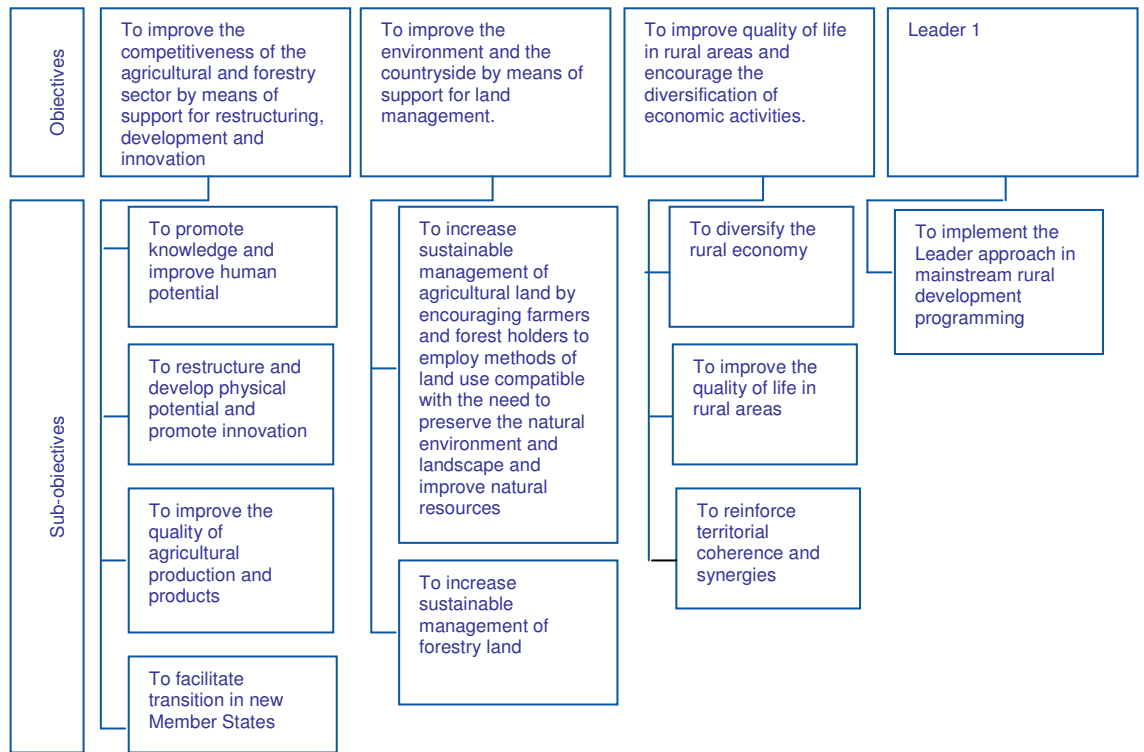 Objectives
To improve the
competitiveness of the
agricultural and forestry
sector by means of
support for restructuring,
development and
innovation
To improve the
environment and the
countryside by means of
support for land
management.
To improve quality of life
in rural areas and
encourage the
diversification of
economic activities.
Leader 1
Sub-objectives
To promote
knowledge and
improve human
potential
To restructure and
develop physical
potential and
promote innovation
To improve the
quality of
agricultural
production and
products
To facilitate
transition in new
Member States
To increase
sustainable
management of
agricultural land by
encouraging farmers
and forest holders to
employ methods of
land use compatible
with the need to
preserve the natural
environment and
landscape and
improve natural
resources
To increase
sustainable
management of
forestry land
To diversify the
rural economy
To improve the
quality of life in
rural areas
To reinforce
territorial
coherence and
synergies
To implement the
Leader approach in
mainstream rural
development
programming